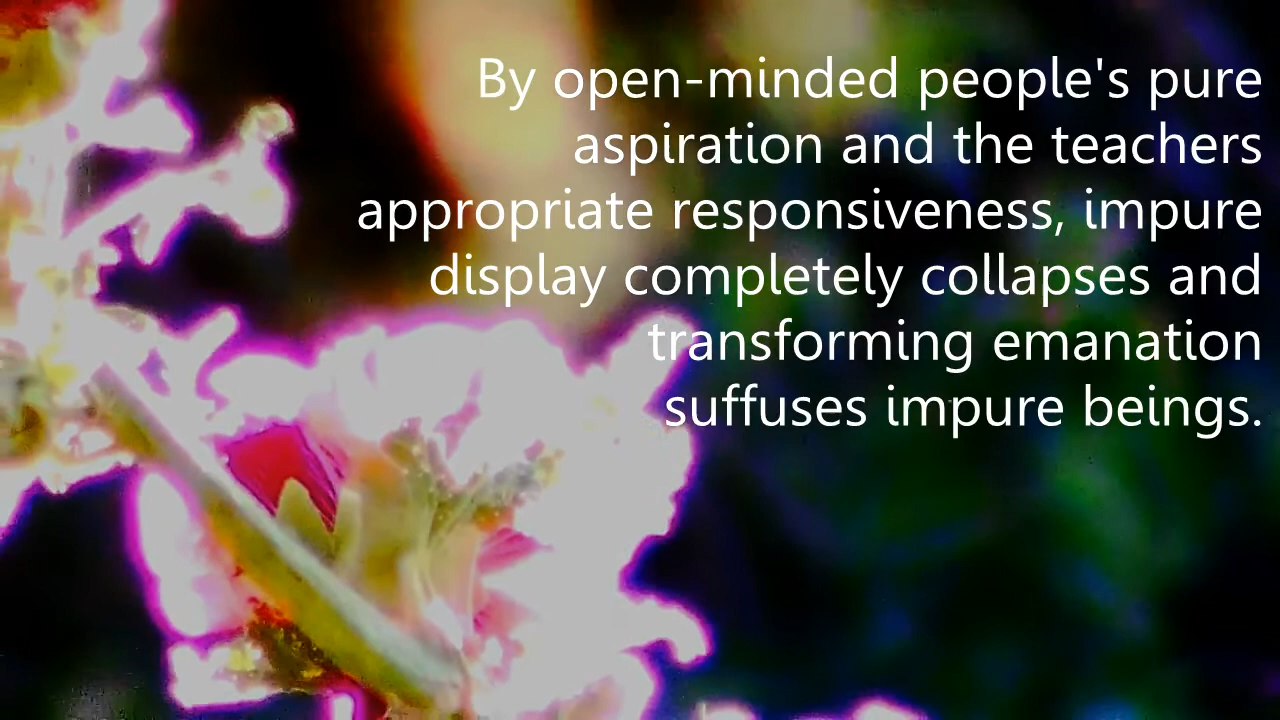 By open-minded people's pure
aspiration and the teachers
appropriate responsiveness, impure
display completely collapses and
transforming emanation
suffuses impure beings.